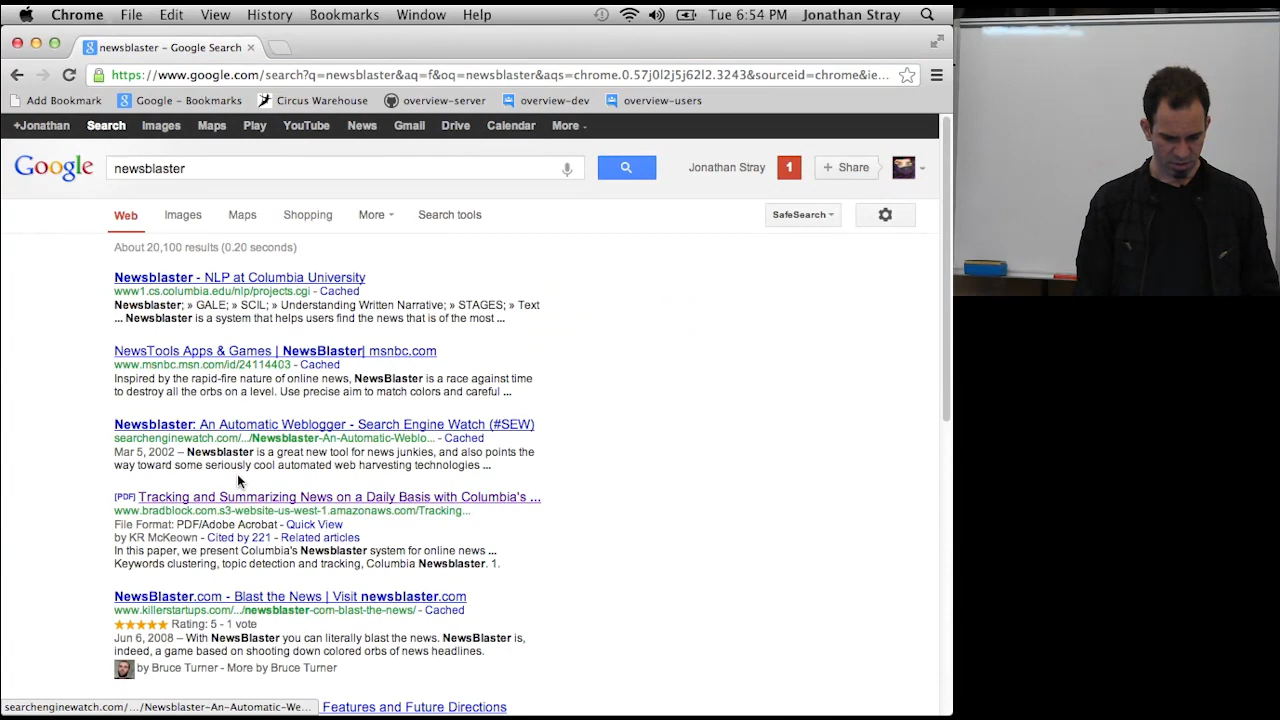 Chrome File Edit View History Bookmarks Window Help Tue 6:54 PM Jonathan Stray
newsblaster – Google Search
https://www.google.com/search?q=newsblaster&aq=f&oq=newsblaster&aqs=chrome.0.57j0l2j5j62l2.3243&sourceid=chrome&ie...
Add Bookmark Google - Bookmarks Circus Warehouse overview-server overview-dev overview-users
+Jonathan Search Images Maps Play YouTube News Gmail Drive Calendar More
Google newsblaster Jonathan Stray 1 + Share
Web Images Maps Shopping More Search tools SafeSearch
About 20,100 results (0.20 seconds)
Newsblaster - NLP at Columbia University
www1.cs.columbia.edu/nlp/projects.cgi - Cached
Newsblaster; » GALE; » SCIL; » Understanding Written Narrative; » STAGES; » Text
... Newsblaster is a system that helps users find the news that is of the most ...
NewsTools Apps & Games | NewsBlaster| msnbc.com
www.msnbc.msn.com/id/24114403 - Cached
Inspired by the rapid-fire nature of online news, NewsBlaster is a race against time
to destroy all the orbs on a level. Use precise aim to match colors and careful ...
Newsblaster: An Automatic Weblogger - Search Engine Watch (#SEW)
searchenginewatch.com/.../Newsblaster-An-Automatic-Weblo... - Cached
Mar 5, 2002 – Newsblaster is a great new tool for news junkies, and also points the
way toward some seriously cool automated web harvesting technologies ...
[PDF] Tracking and Summarizing News on a Daily Basis with Columbia's ...
www.bradblock.com.s3-website-us-west-1.amazonaws.com/Tracking...
File Format: PDF/Adobe Acrobat - Quick View
by KR McKeown - Cited by 221 - Related articles
In this paper, we present Columbia's Newsblaster system for online news ...
Keywords clustering, topic detection and tracking, Columbia Newsblaster. 1.
NewsBlaster.com - Blast the News | Visit newsblaster.com
www.killerstartups.com/.../newsblaster-com-blast-the-news/ - Cached
Rating: 5 - 1 vote
Jun 6, 2008 – With NewsBlaster you can literally blast the news. NewsBlaster is,
indeed, a game based on shooting down colored orbs of news headlines.
by Bruce Turner - More by Bruce Turner
searchenginewatch.com/.../Newsblaster-An-Automatic-We... Features and Future Directions